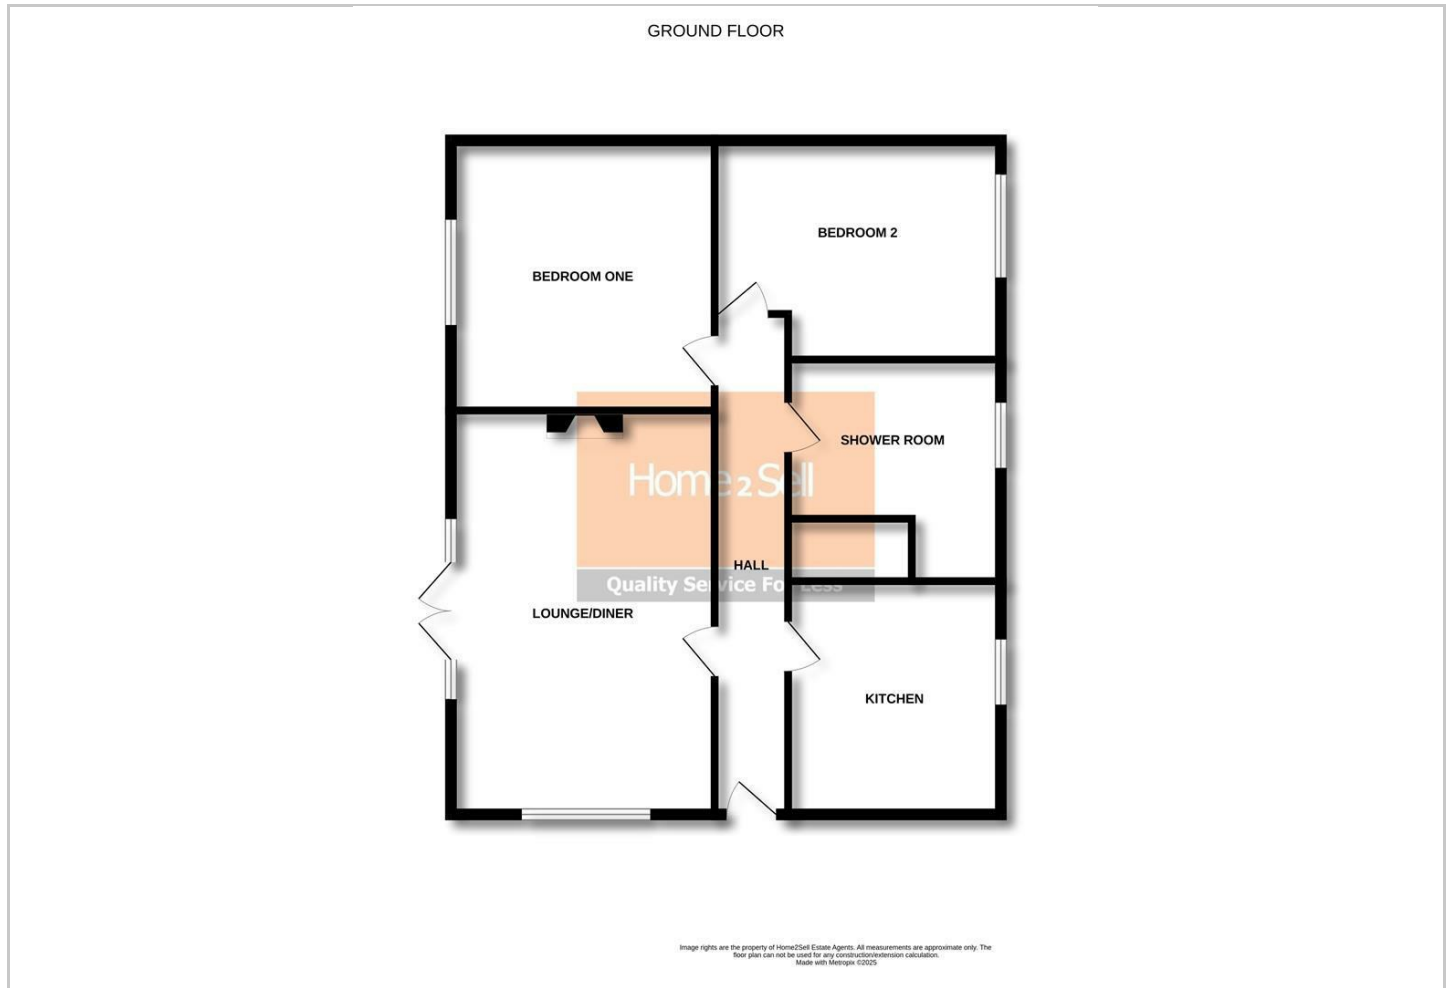 GROUND FLOOR
BEDROOM 2
BEDROOM ONE
SHOWER ROOM
Home2Sell
HALL
Quality Service For Less
LOUNGE/DINER
KITCHEN
Image rights are the property of Home2Sell Estate Agents. All measurements are approximate only. The
floor plan can not be used for any construction/extension calculation.
Made with Metropix ©2025